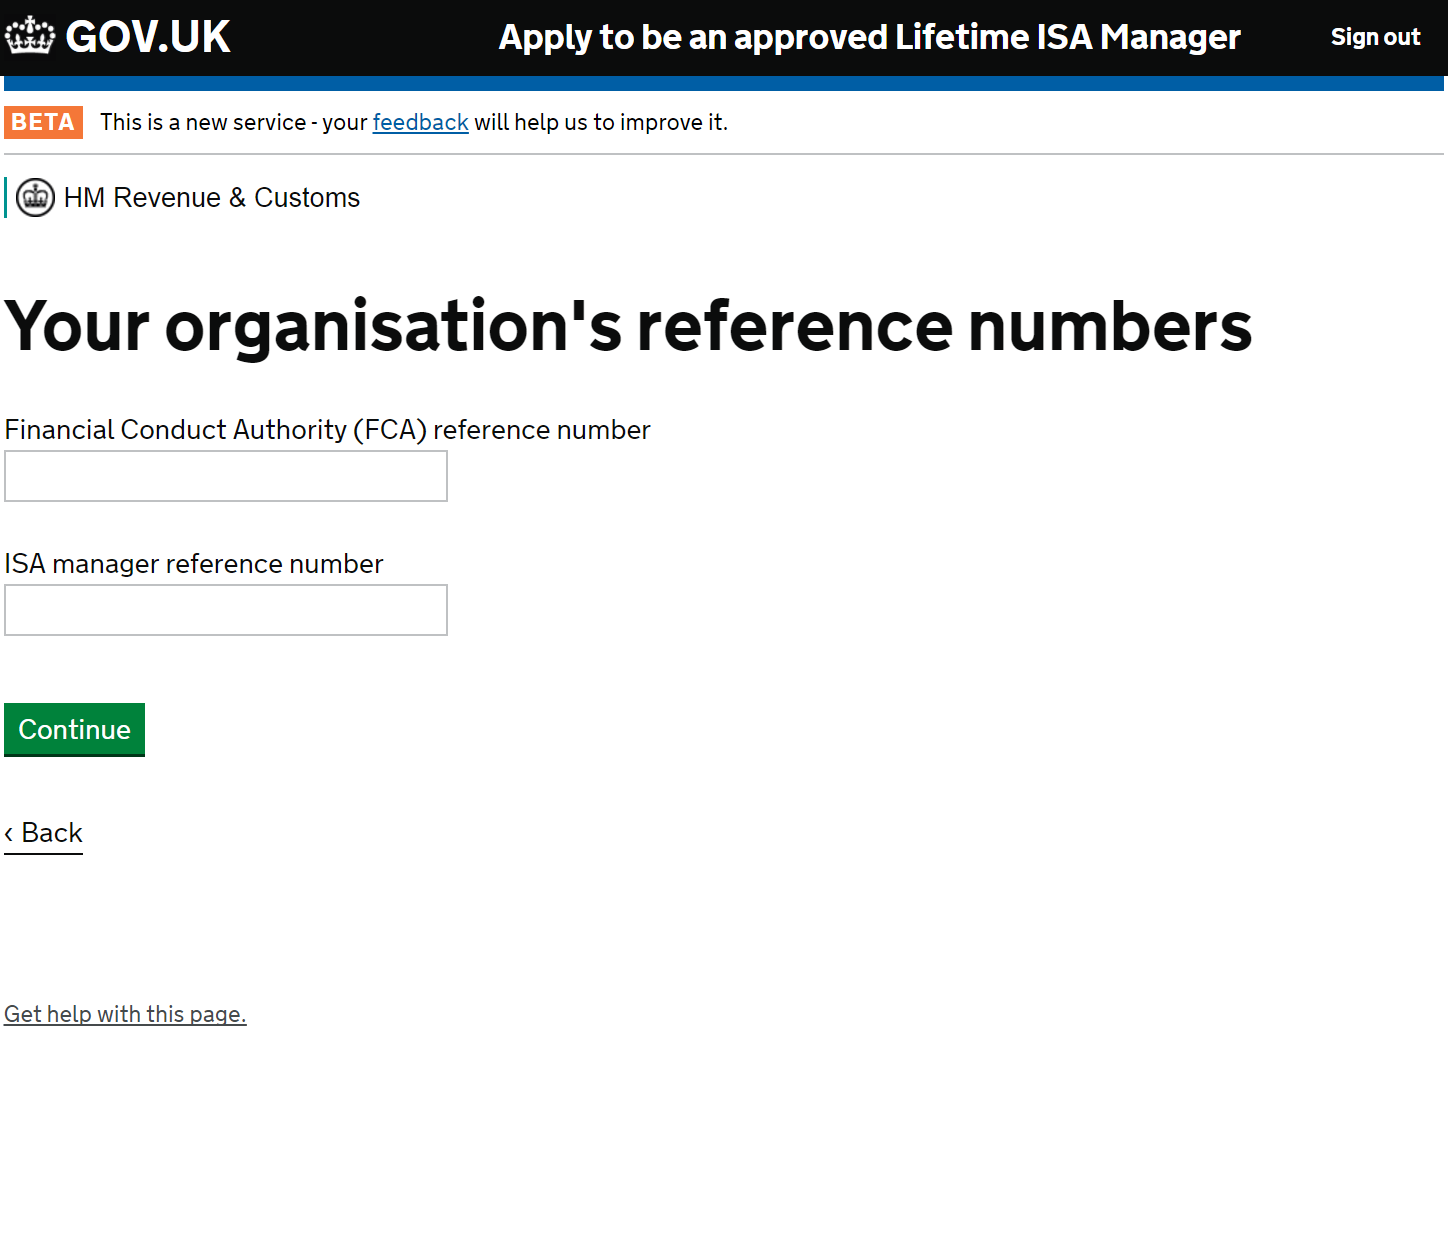 GOV.UK
Apply to be an approved Lifetime ISA Manager
Sign out
BETA This is a new service - your feedback will help us to improve it.
HM Revenue & Customs
Your organisation's reference numbers
Financial Conduct Authority (FCA) reference number
ISA manager reference number
Continue
‹ Back
Get help with this page.